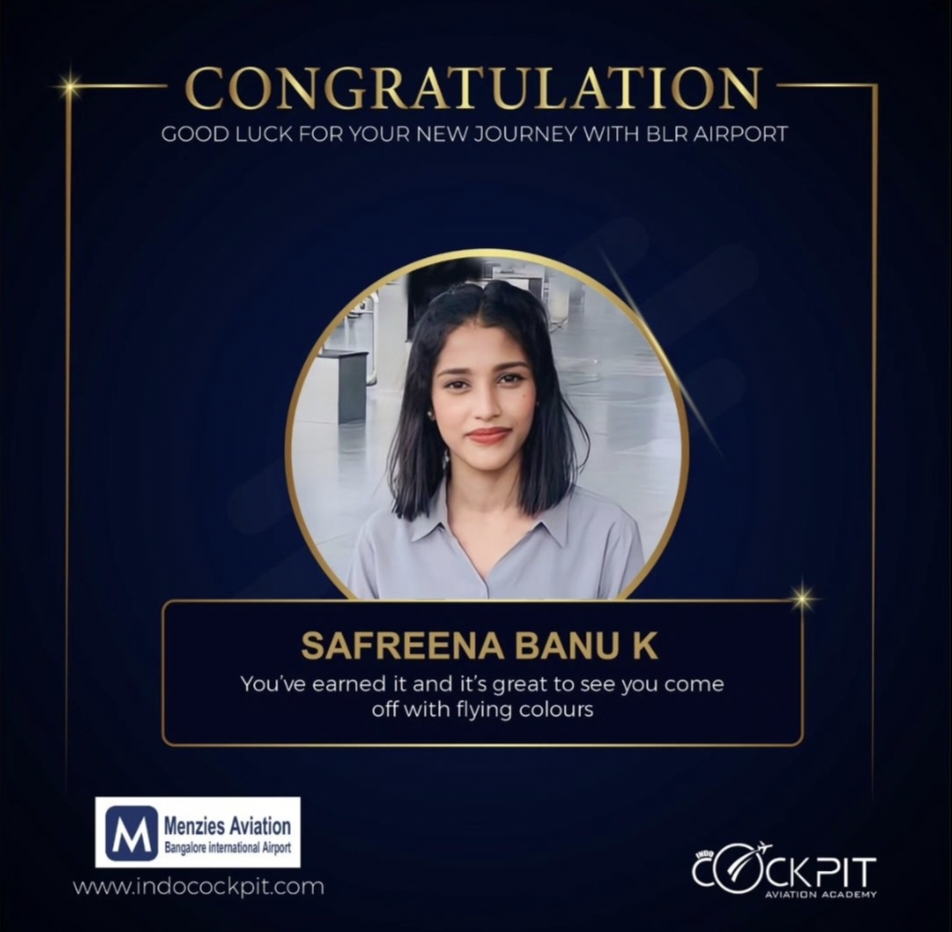 CONGRATULATION
GOOD LUCK FOR YOUR NEW JOURNEY WITH BLR AIRPORT
SAFREENA BANU K
You've earned it and it's great to see you come
off with flying colours
M Menzies Aviation
Bangalore international Airport
www.indocockpit.com
INDO COCKPIT
AVIATION ACADEMY